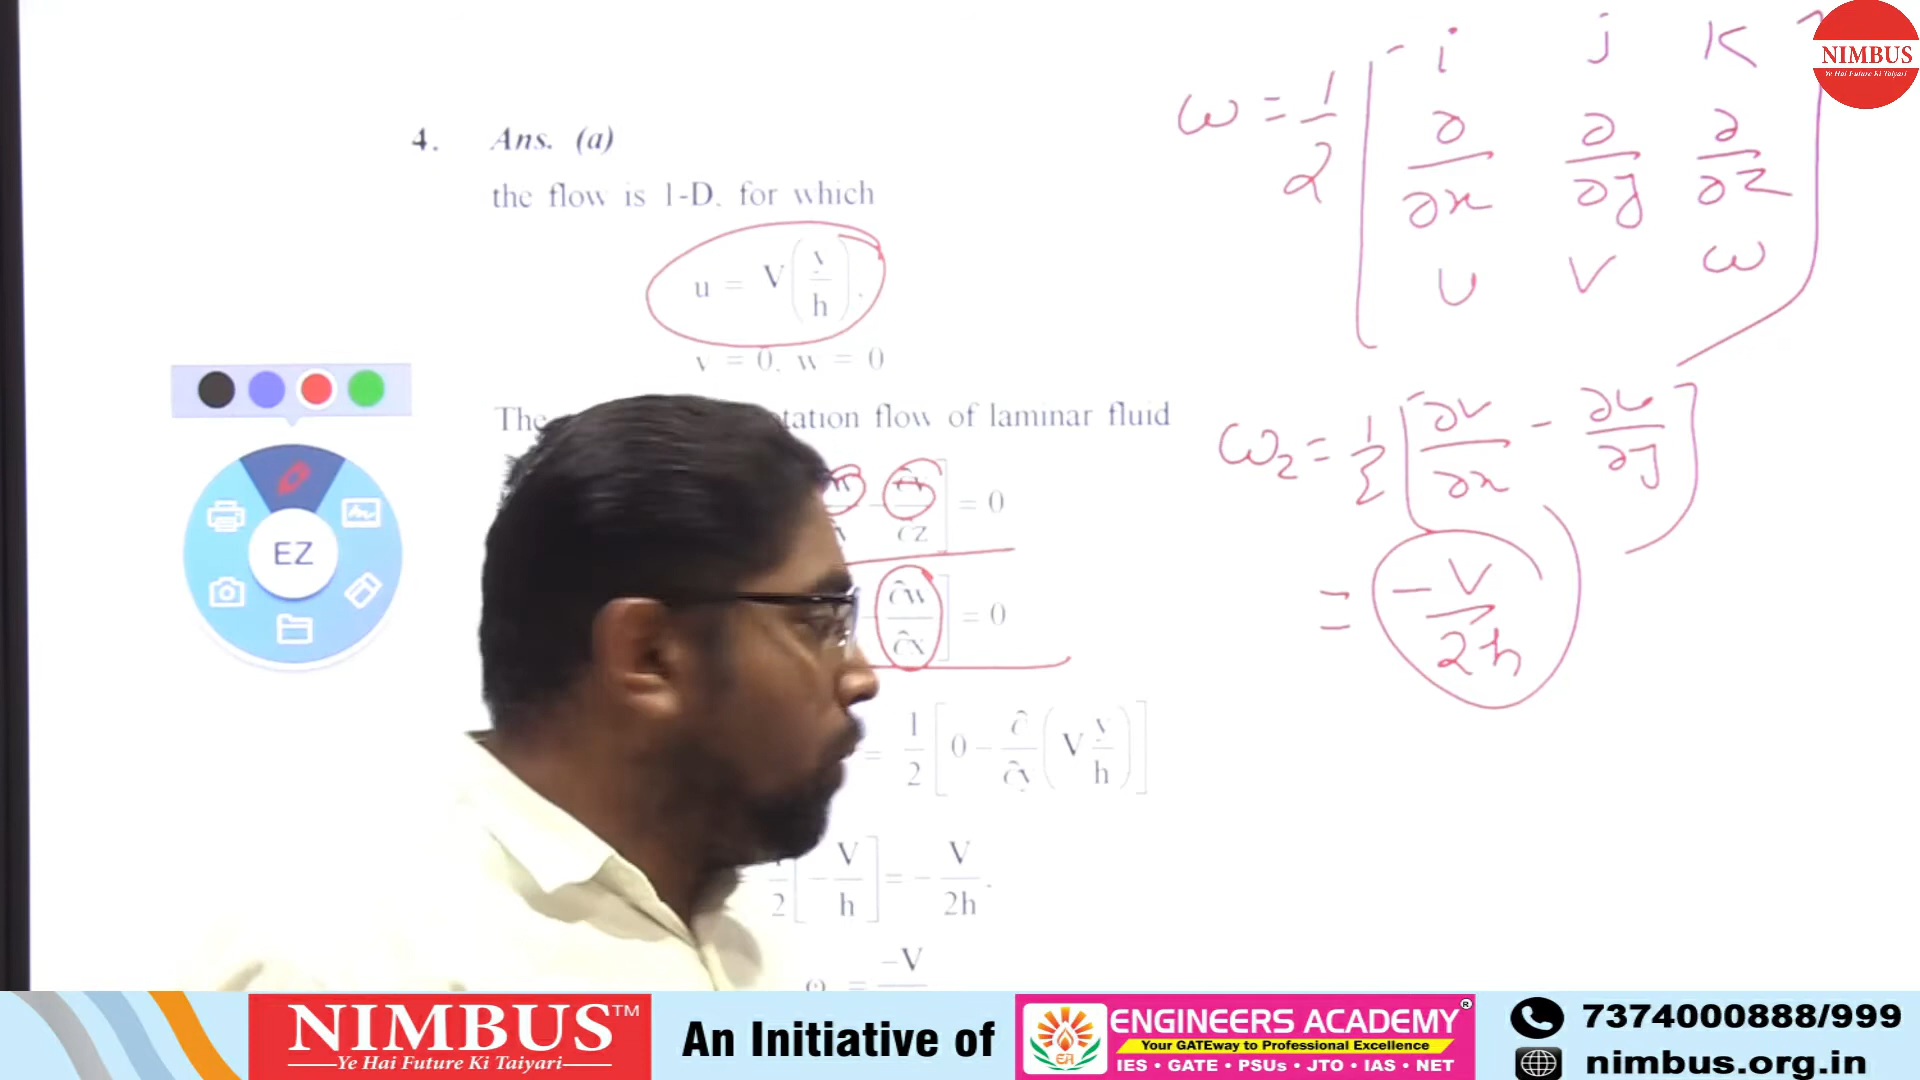 4. Ans. (a)
the flow is 1-D. for which
u = V(y/h).
v = 0, w = 0
The tation flow of laminar fluid
∂z ] = 0
∂w/∂x ] = 0
= 1/2 [ 0 - ∂/∂y ( V y/h ) ]
2 [ - V/h ] = - V/2h.
ω = -V
ω = 1/2 [ i j k
∂/∂x ∂/∂y ∂/∂z
u v ω ]
ω2 = 1/2 [ ∂v/∂x - ∂u/∂y ]
= -V/2h
EZ
NIMBUS
Ye Hai Future Ki Taiyari
NIMBUS™
Ye Hai Future Ki Taiyari
An Initiative of
EA
ENGINEERS ACADEMY®
Your GATEway to Professional Excellence
IES • GATE • PSUs • JTO • IAS • NET
7374000888/999
nimbus.org.in